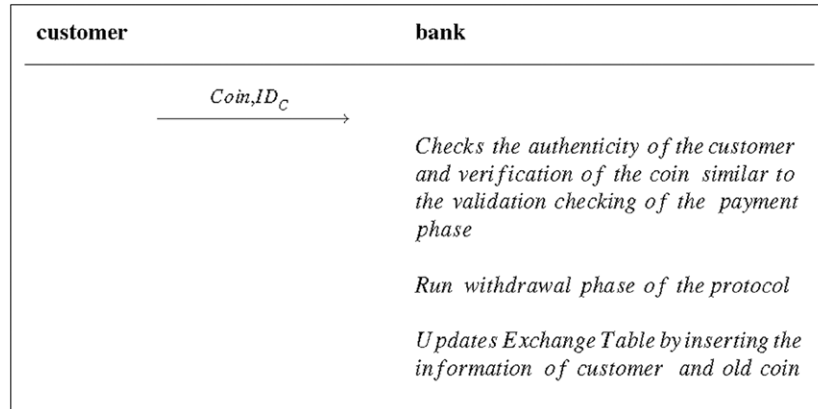 customer bank
Coin,ID_C
Checks the authenticity of the customer
and verification of the coin similar to
the validation checking of the payment
phase
Run withdrawal phase of the protocol
Updates Exchange Table by inserting the
information of customer and old coin